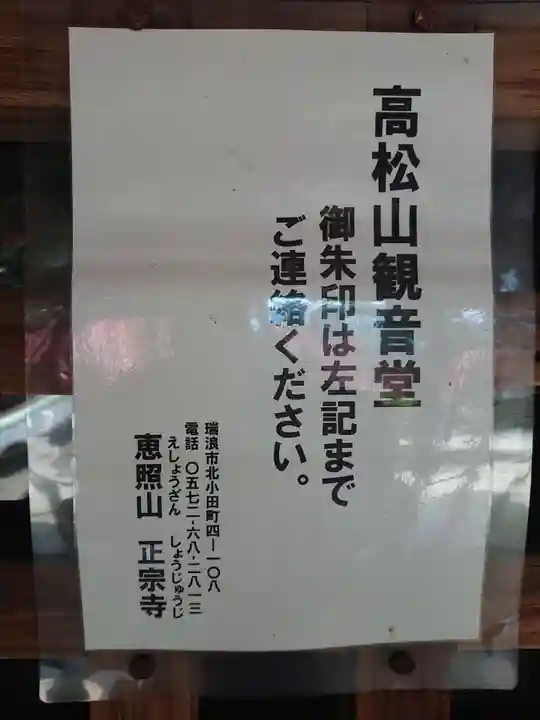 高松山観音堂
御朱印は左記まで
ご連絡ください。
瑞浪市北小田町四ー一〇八
電話 〇五七二-六八-二八一三
えしょうざん しょうじゅうじ
恵照山 正宗寺